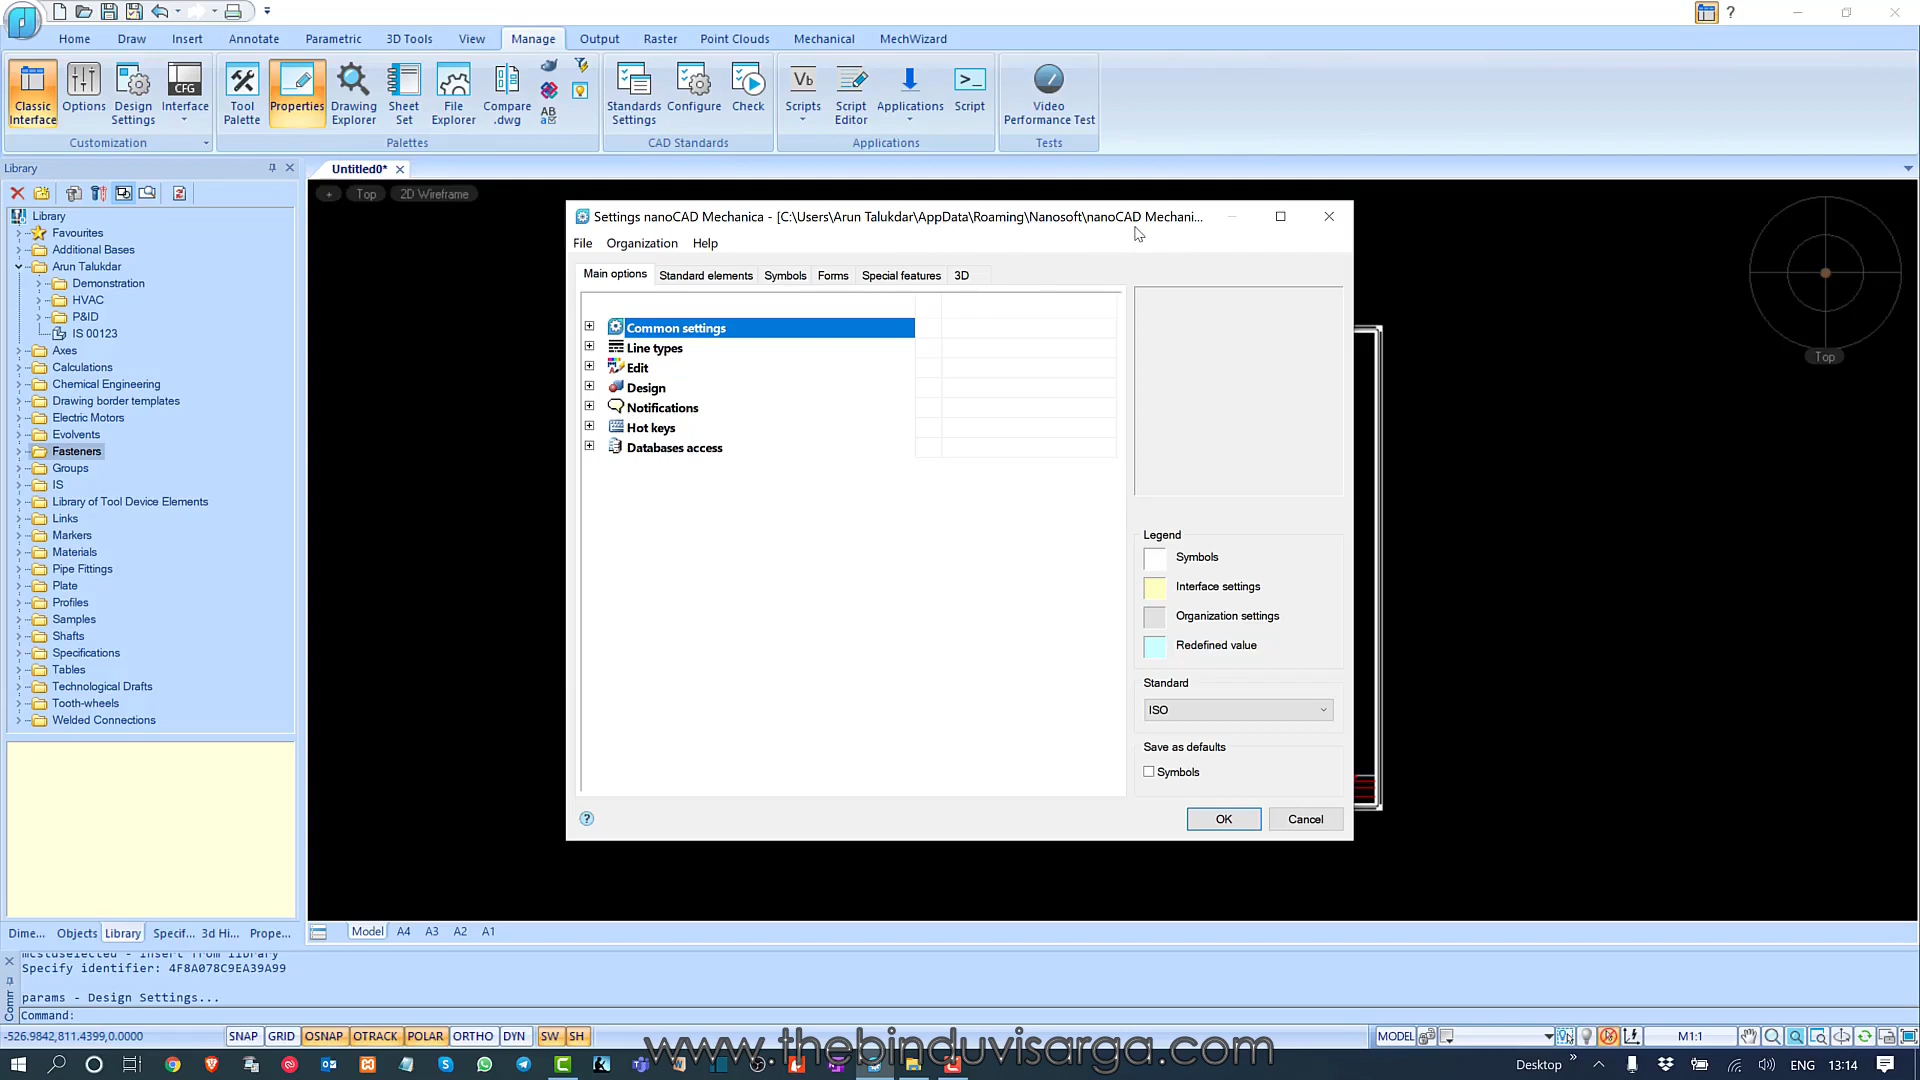 Home Draw Insert Annotate Parametric 3D Tools View Manage Output Raster Point Clouds Mechanical MechWizard
Classic Interface
Options
Design Settings
Interface
Tool Palette
Properties
Drawing Explorer
Sheet Set
File Explorer
Compare .dwg
Standards Settings
Configure
Check
Scripts
Script Editor
Applications
Script
Video Performance Test
Customization Palettes CAD Standards Applications Tests
Library
Untitled0*
+ Top 2D Wireframe
Library
Favourites
Additional Bases
Arun Talukdar
Demonstration
HVAC
P&ID
IS 00123
Axes
Calculations
Chemical Engineering
Drawing border templates
Electric Motors
Evolvents
Fasteners
Groups
IS
Library of Tool Device Elements
Links
Markers
Materials
Pipe Fittings
Plate
Profiles
Samples
Shafts
Specifications
Tables
Technological Drafts
Tooth-wheels
Welded Connections
Settings nanoCAD Mechanica - [C:\Users\Arun Talukdar\AppData\Roaming\Nanosoft\nanoCAD Mechani...
File Organization Help
Main options Standard elements Symbols Forms Special features 3D
Common settings
Line types
Edit
Design
Notifications
Hot keys
Databases access
Legend
Symbols
Interface settings
Organization settings
Redefined value
Standard
ISO
Save as defaults
Symbols
OK Cancel
Top
Dime... Objects Library Specif... 3d Hi... Prope...
Model A4 A3 A2 A1
Specify identifier: 4F8A078C9EA39A99
params - Design Settings...
Command:
-526.9842,811.4399,0.0000 SNAP GRID OSNAP OTRACK POLAR ORTHO DYN SW SH MODEL M1:1
www.thebinduvisarga.com
Desktop ENG 13:14